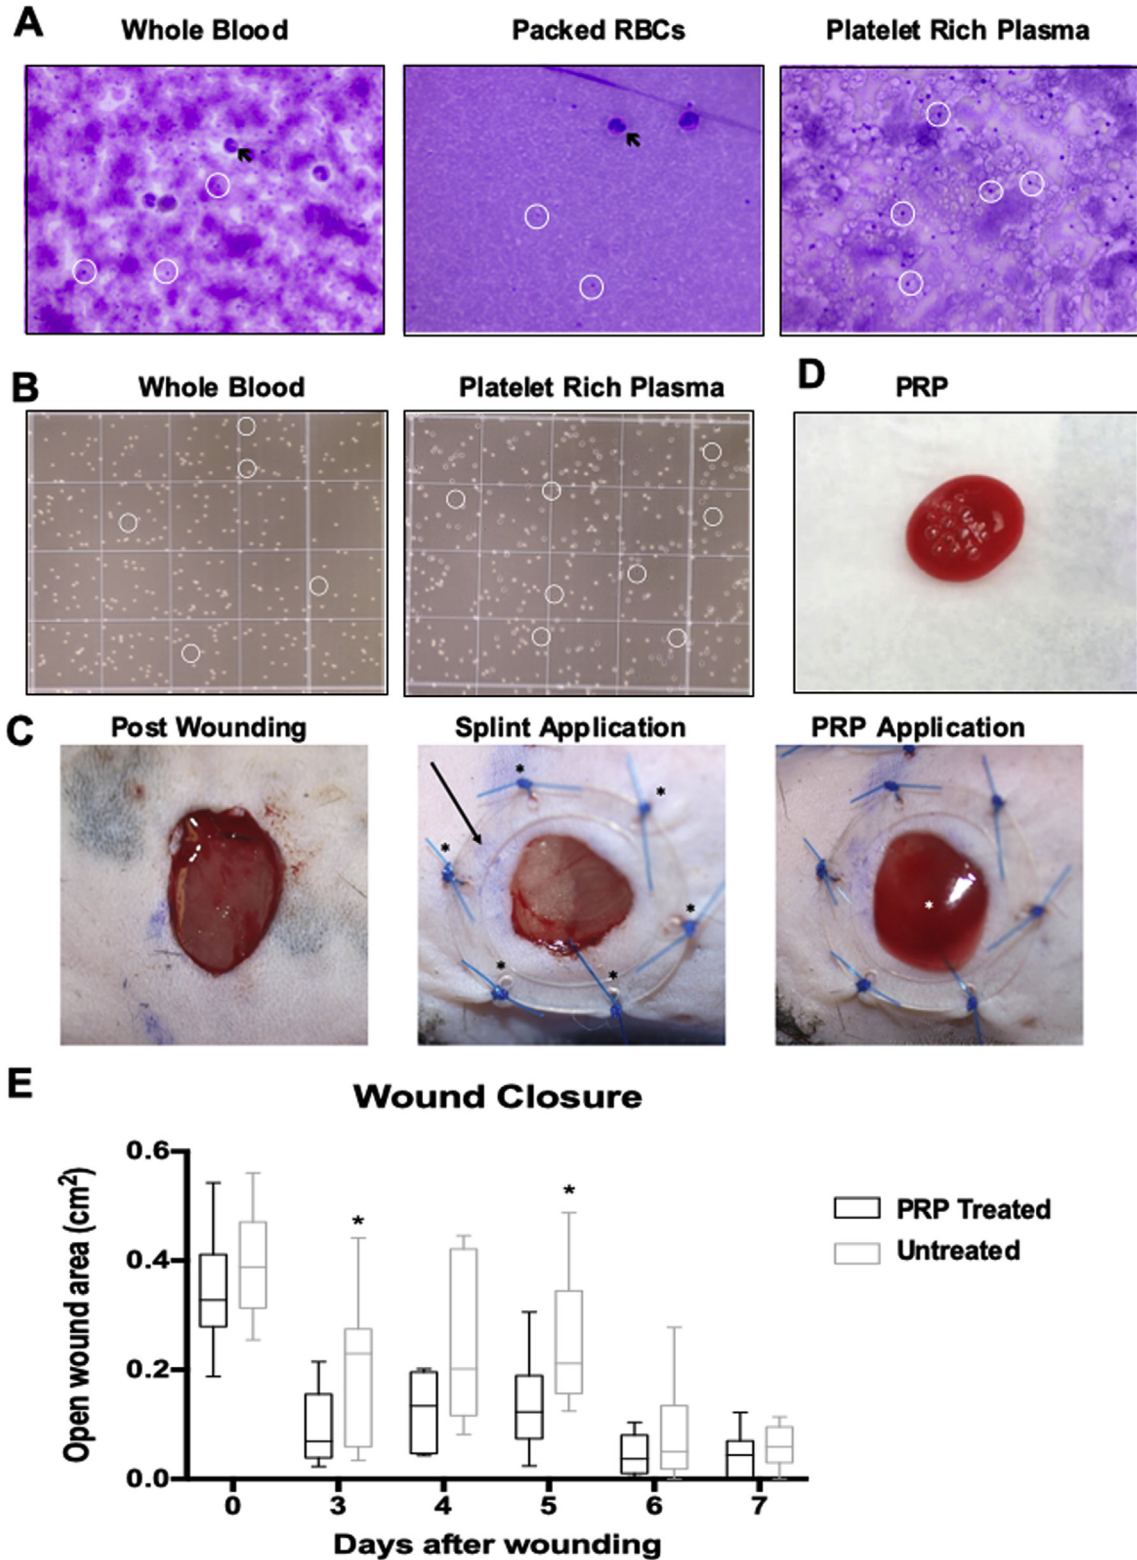 A
Whole Blood
Packed RBCs
Platelet Rich Plasma
B
Whole Blood
Platelet Rich Plasma
D
PRP
C
Post Wounding
Splint Application
PRP Application
*
*
*
*
*
*
*
E
Wound Closure
Open wound area (cm²)
0.6
0.4
0.2
0.0
*
*
0 3 4 5 6 7
Days after wounding
PRP Treated
Untreated